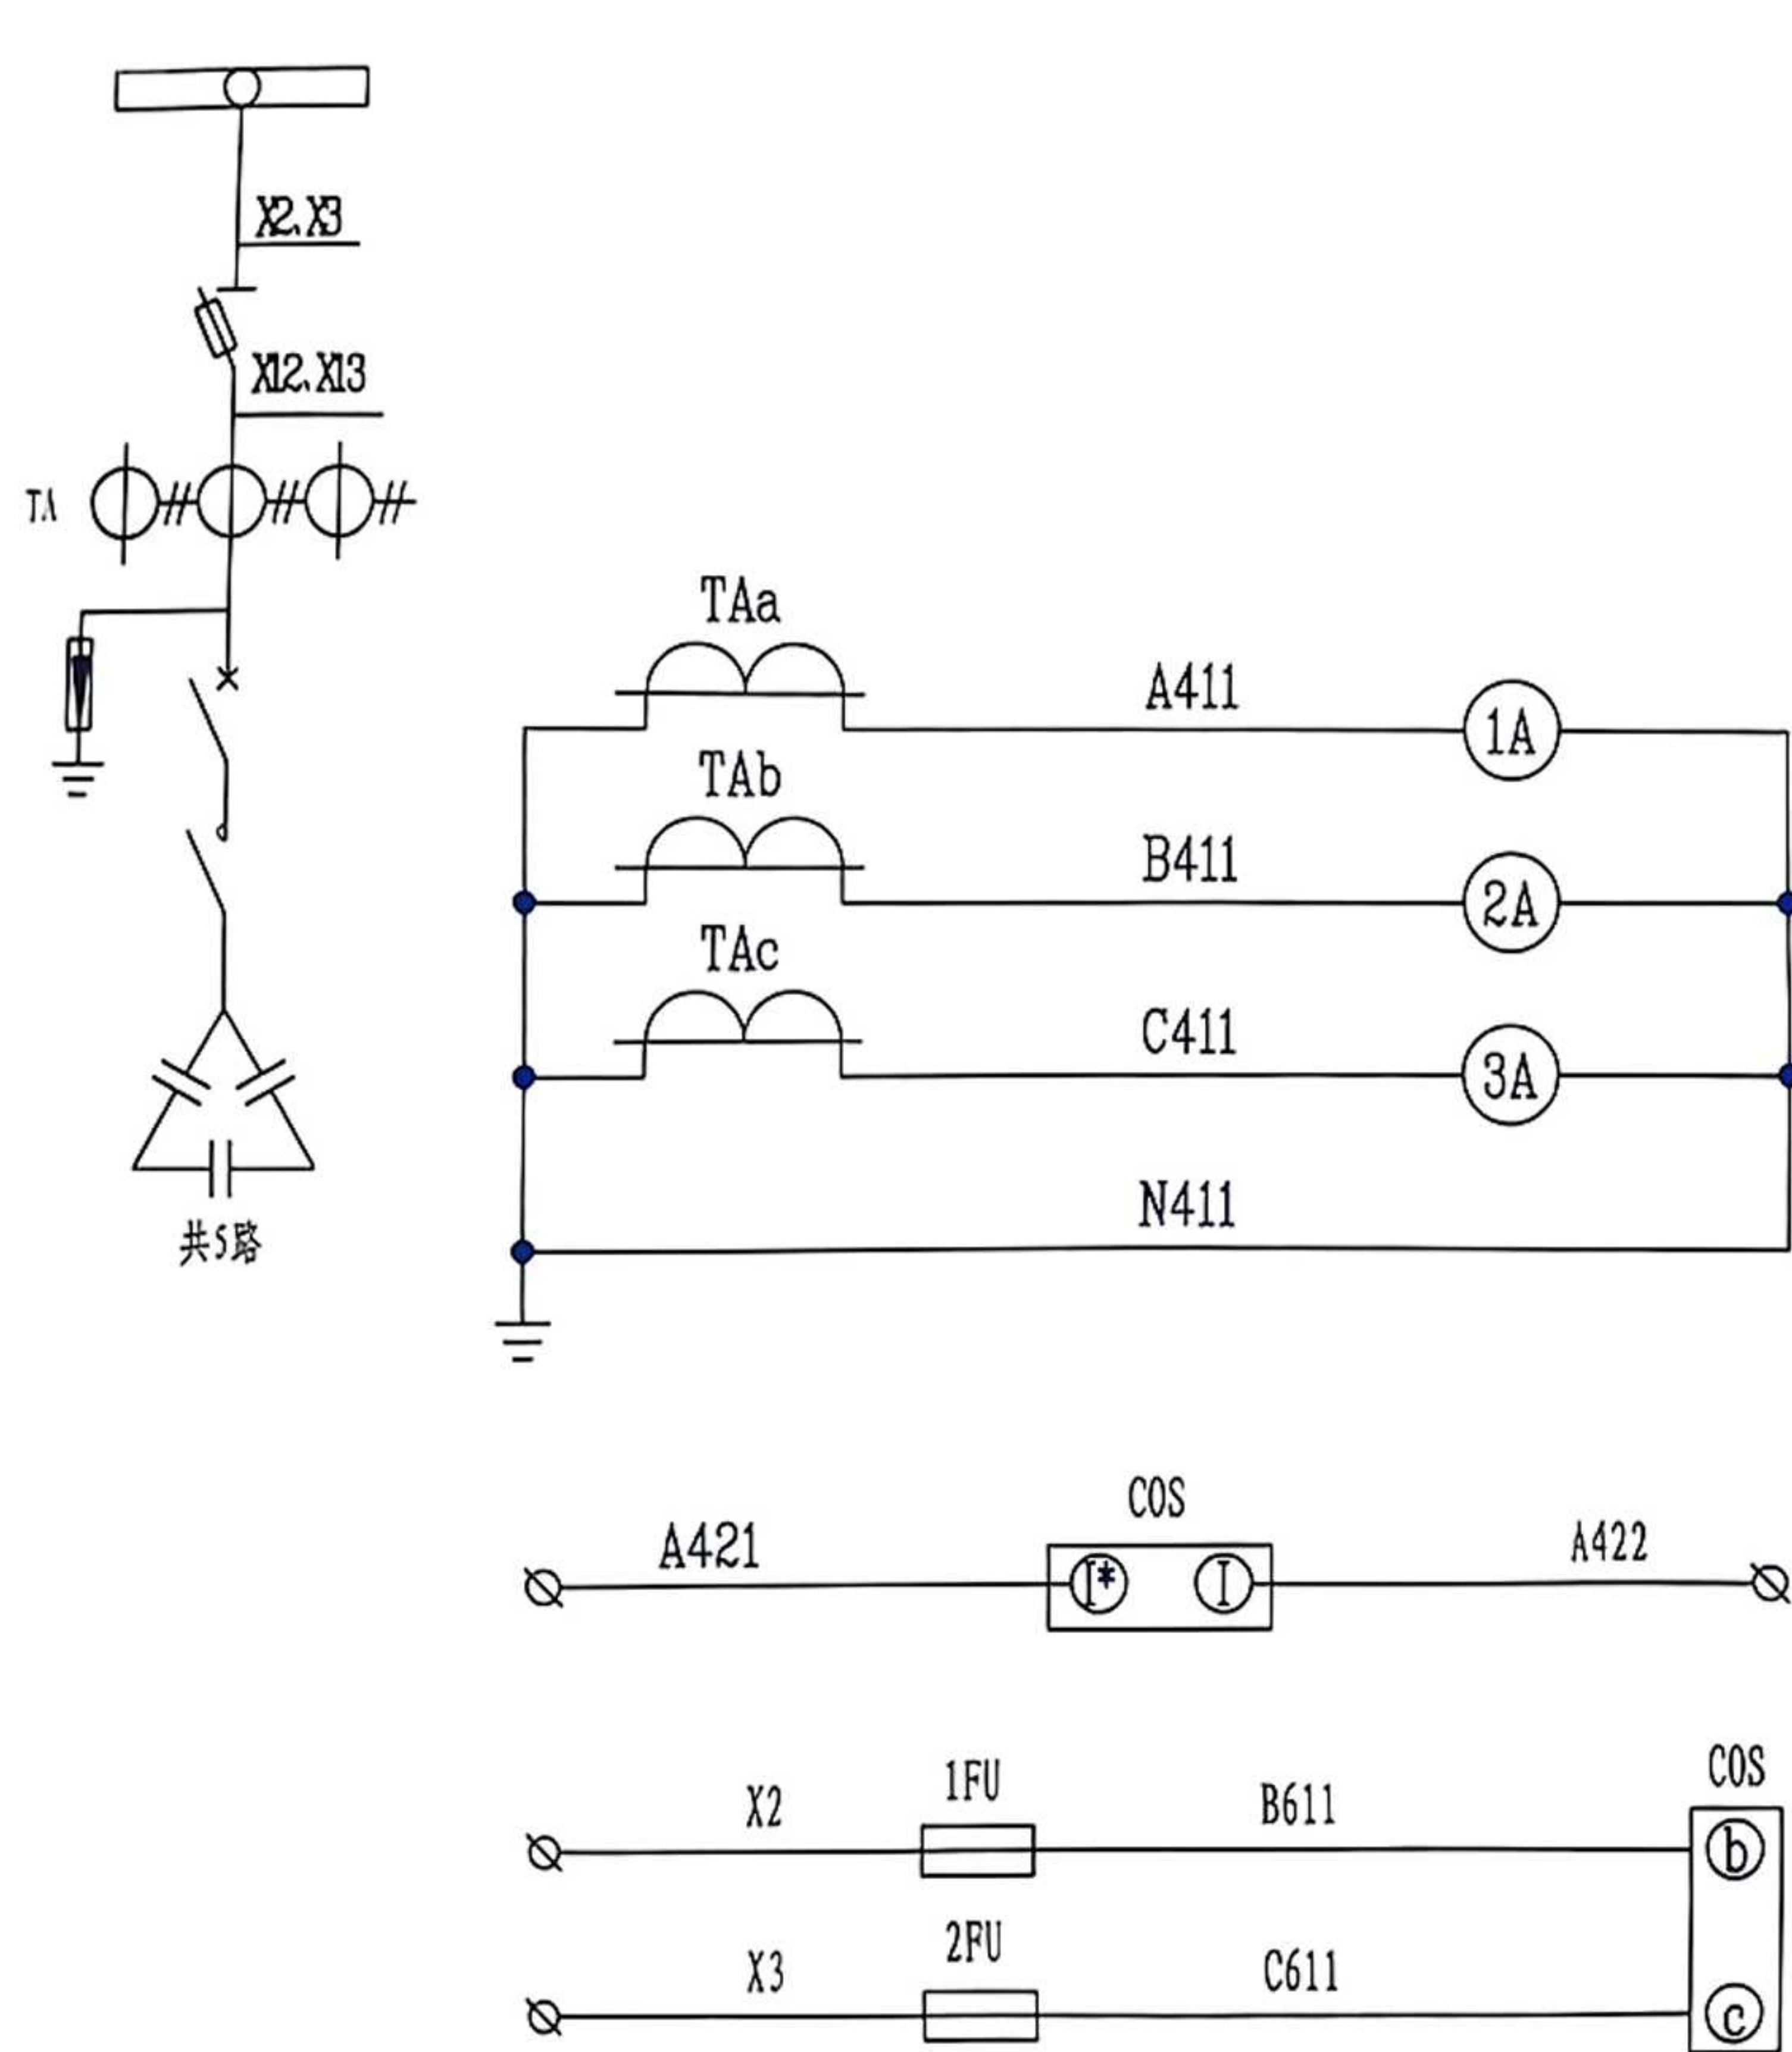 X2、X3
X12、X13
TA
TAa
A411
1A
TAb
B411
2A
TAc
C411
3A
N411
共5路
COS
A421
I*
I
A422
COS
1FU
X2
B611
b
2FU
X3
C611
c